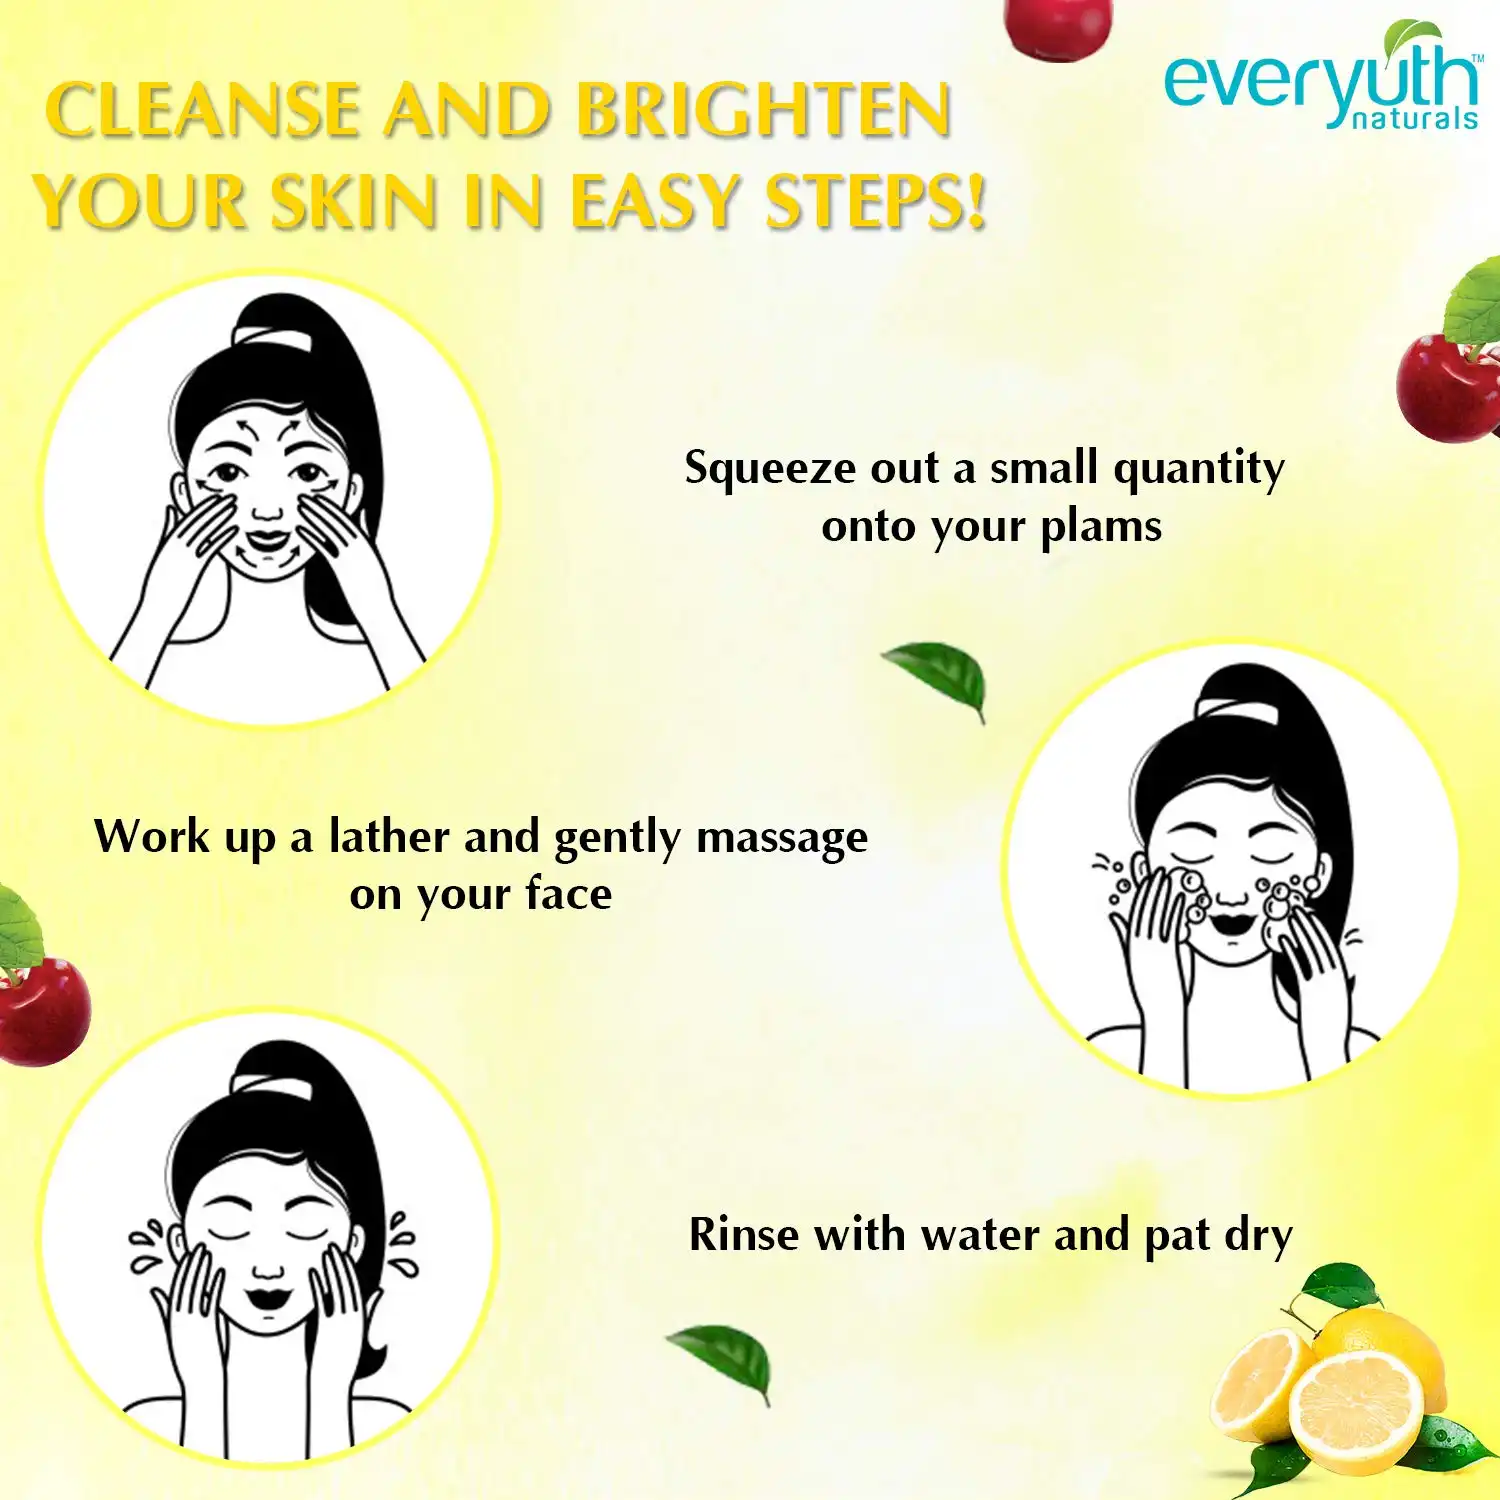 everyuth™
naturals
CLEANSE AND BRIGHTEN
YOUR SKIN IN EASY STEPS!
Squeeze out a small quantity
onto your plams
Work up a lather and gently massage
on your face
Rinse with water and pat dry